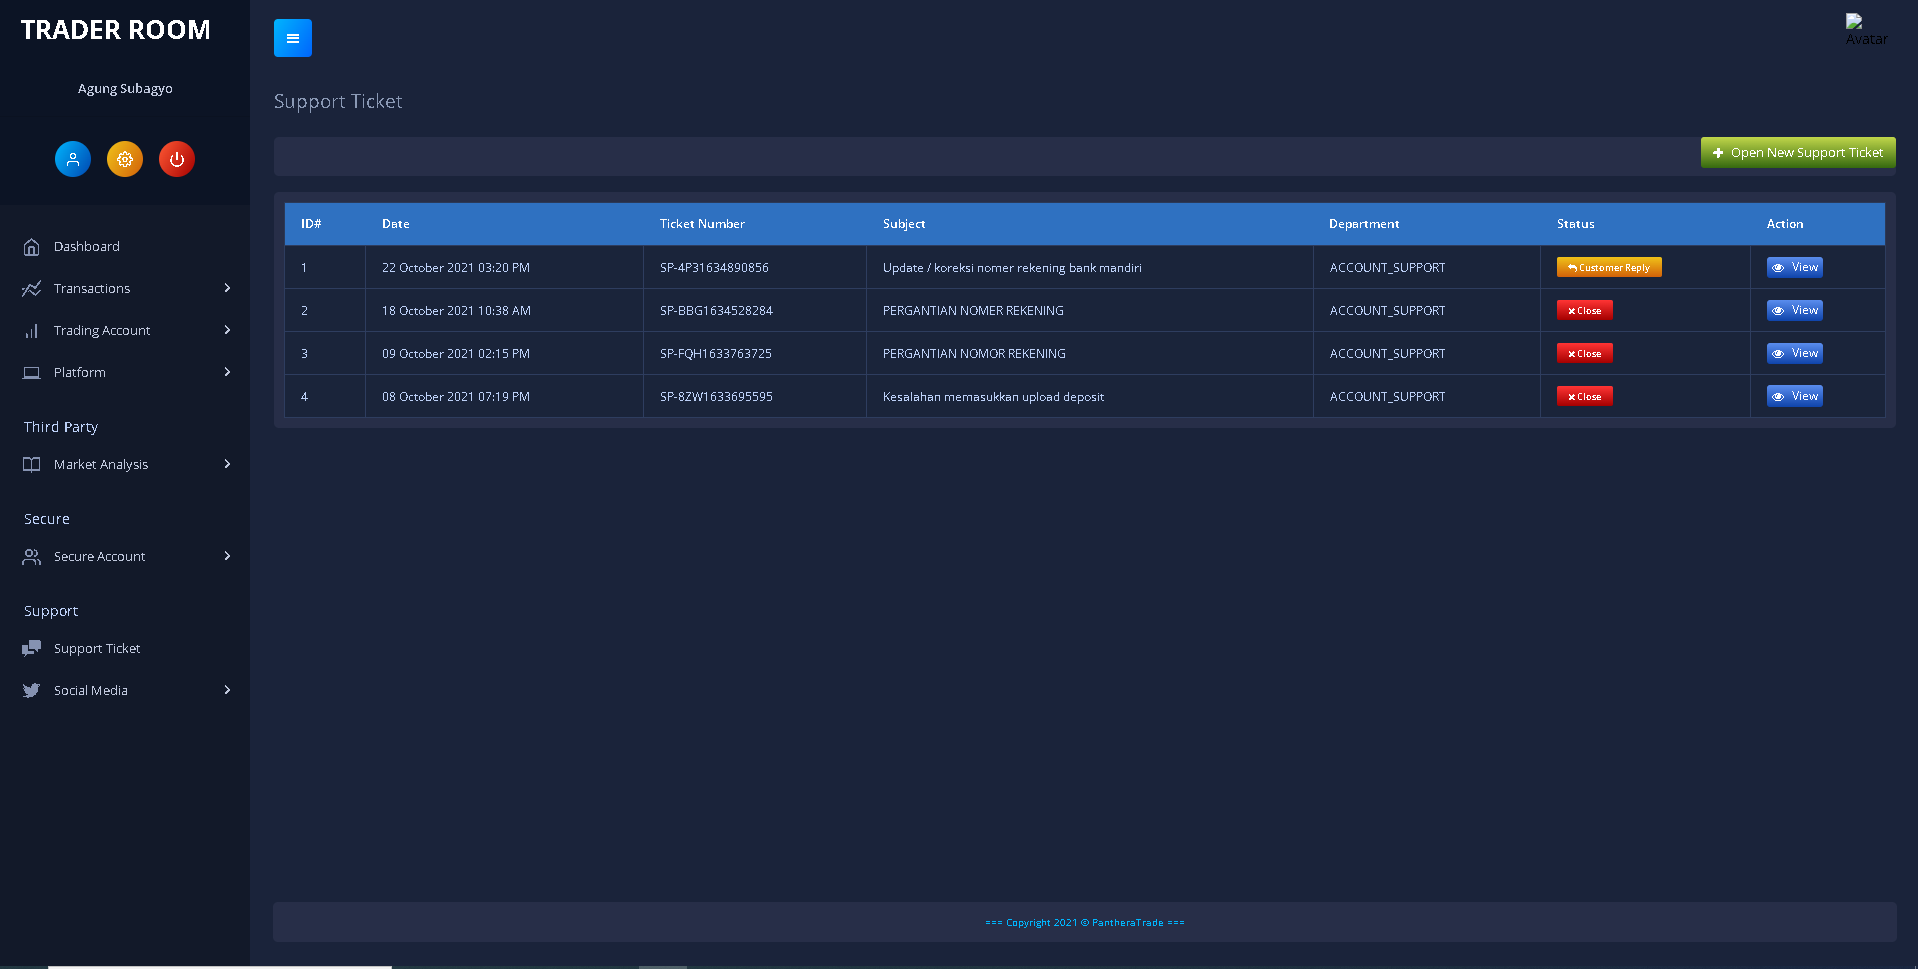 TRADER ROOM
Agung Subagyo
Dashboard
Transactions
Trading Account
Platform
Third Party
Market Analysis
Secure
Secure Account
Support
Support Ticket
Social Media
Avatar
Support Ticket
Open New Support Ticket
ID# Date Ticket Number Subject Department Status Action
1 22 October 2021 03:20 PM SP-4P31634890856 Update / koreksi nomer rekening bank mandiri ACCOUNT_SUPPORT Customer Reply View
2 18 October 2021 10:38 AM SP-BBG1634528284 PERGANTIAN NOMER REKENING ACCOUNT_SUPPORT Close View
3 09 October 2021 02:15 PM SP-FQH1633763725 PERGANTIAN NOMOR REKENING ACCOUNT_SUPPORT Close View
4 08 October 2021 07:19 PM SP-8ZW1633695595 Kesalahan memasukkan upload deposit ACCOUNT_SUPPORT Close View
=== Copyright 2021 © PantheraTrade ===